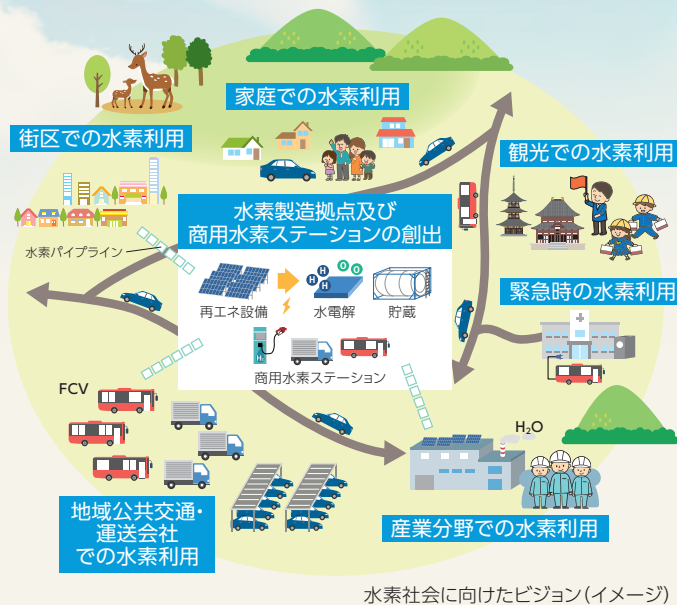 家庭での水素利用
街区での水素利用
観光での水素利用
水素製造拠点及び
商用水素ステーションの創出
水素パイプライン
H
H
H
O
O
再エネ設備
水電解
貯蔵
緊急時の水素利用
H₂
商用水素ステーション
FCV
H₂O
地域公共交通・
運送会社
での水素利用
産業分野での水素利用
水素社会に向けたビジョン(イメージ)